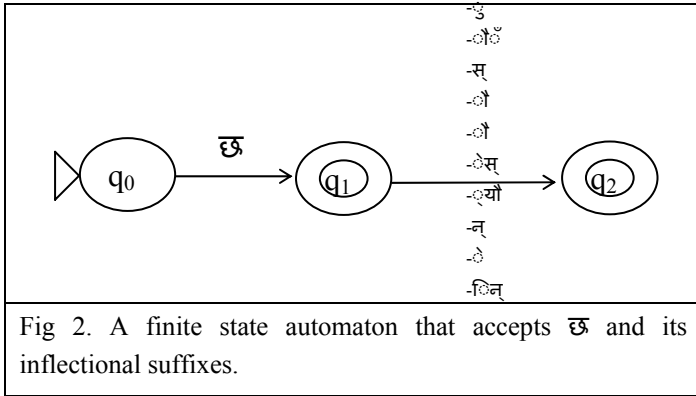 -ु
-ौँ
-स्
-ौ
-ौ
-ेस्
-्यौ
-न्
-े
-िन्
छ
q0
q1
q2
Fig 2. A finite state automaton that accepts छ and its
inflectional suffixes.